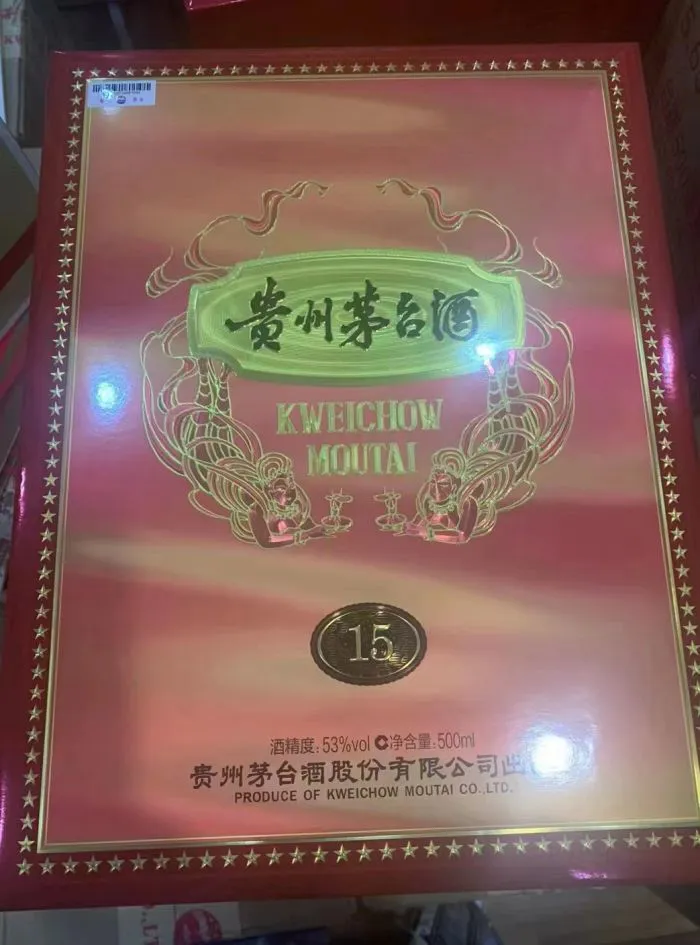 贵州茅台酒
KWEICHOW
MOUTAI
15
酒精度:53%vol 净含量:500ml
贵州茅台酒股份有限公司出
PRODUCE OF KWEICHOW MOUTAI CO.,LTD.